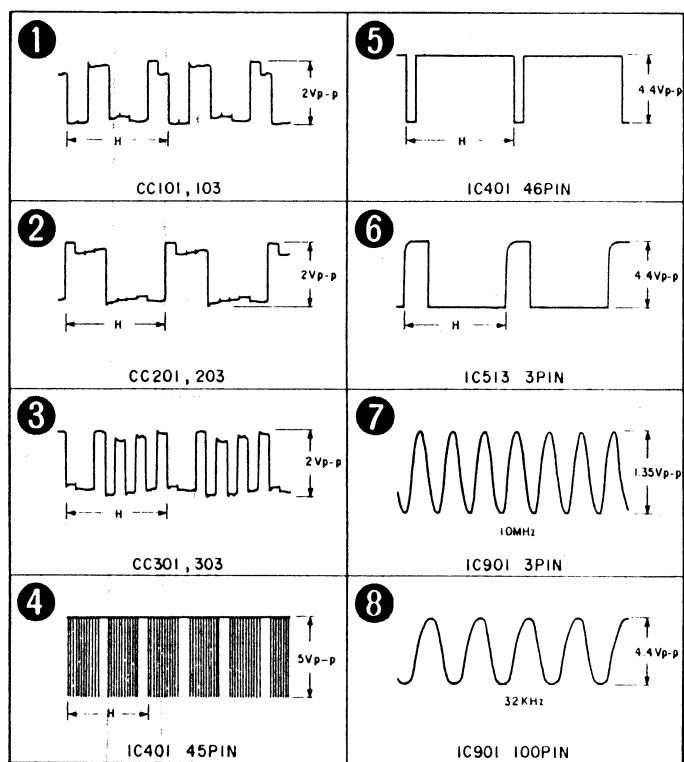 1
2Vp-p
H
CC101, 103
2
2Vp-p
H
CC201, 203
3
2Vp-p
H
CC301, 303
4
5Vp-p
H
IC401 45PIN
5
4.4Vp-p
H
IC401 46PIN
6
4.4Vp-p
H
IC513 3PIN
7
1.35Vp-p
10MHz
IC901 3PIN
8
4.4Vp-p
32KHz
IC901 100PIN